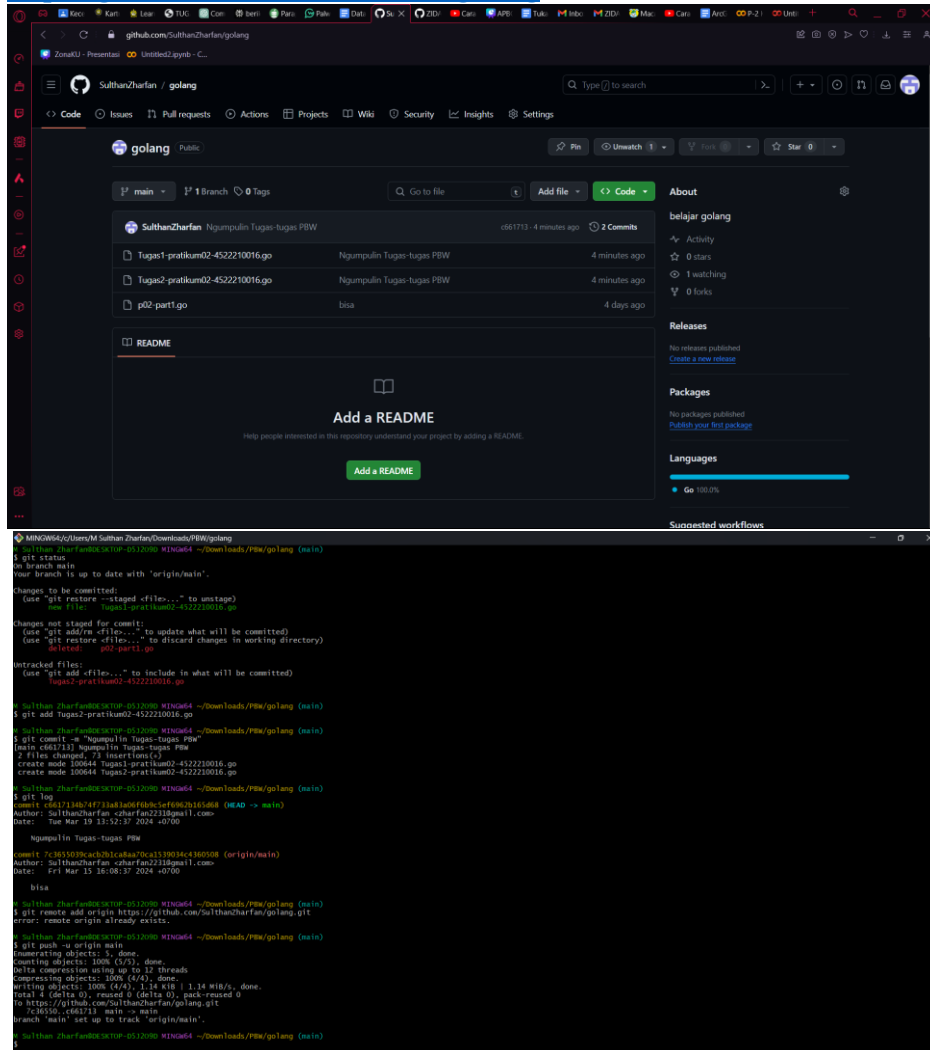 Kecr
Kart
Lear
TUG
Com
beril
Para
Pale
Data
Su
ZIDA
Cara
APB
Tuka
M Inbo
M ZIDA
Mac
Cara
ArcG
P-2
Unti
github.com/SulthanZharfan/golang
ZonaKU - Presentasi
Untitled2.ipynb - C...
SulthanZharfan / golang
Type / to search
<> Code
Issues
Pull requests
Actions
Projects
Wiki
Security
Insights
Settings
golang Public
Pin
Unwatch 1
Fork 0
Star 0
main
1 Branch
0 Tags
Go to file
t
Add file
<> Code
About
belajar golang
SulthanZharfan Ngumpulin Tugas-tugas PBW
c661713 · 4 minutes ago
2 Commits
Activity
Tugas1-pratikum02-4522210016.go Ngumpulin Tugas-tugas PBW 4 minutes ago
0 stars
Tugas2-pratikum02-4522210016.go Ngumpulin Tugas-tugas PBW 4 minutes ago
1 watching
0 forks
p02-part1.go bisa 4 days ago
Releases
README
No releases published
Create a new release
Add a README
Help people interested in this repository understand your project by adding a README.
Add a README
Packages
No packages published
Publish your first package
Languages
Go 100.0%
Suggested workflows
MINGW64:/c/Users/M Sulthan Zharfan/Downloads/PBW/golang
M Sulthan Zharfan@DESKTOP-D5J2O9D MINGW64 ~/Downloads/PBW/golang (main)
$ git status
On branch main
Your branch is up to date with 'origin/main'.
Changes to be committed:
(use "git restore --staged <file>..." to unstage)
new file: Tugas1-pratikum02-4522210016.go
Changes not staged for commit:
(use "git add/rm <file>..." to update what will be committed)
(use "git restore <file>..." to discard changes in working directory)
deleted: p02-part1.go
Untracked files:
(use "git add <file>..." to include in what will be committed)
Tugas2-pratikum02-4522210016.go
M Sulthan Zharfan@DESKTOP-D5J2O9D MINGW64 ~/Downloads/PBW/golang (main)
$ git add Tugas2-pratikum02-4522210016.go
M Sulthan Zharfan@DESKTOP-D5J2O9D MINGW64 ~/Downloads/PBW/golang (main)
$ git commit -m "Ngumpulin Tugas-tugas PBW"
[main c661713] Ngumpulin Tugas-tugas PBW
2 files changed, 73 insertions(+)
create mode 100644 Tugas1-pratikum02-4522210016.go
create mode 100644 Tugas2-pratikum02-4522210016.go
M Sulthan Zharfan@DESKTOP-D5J2O9D MINGW64 ~/Downloads/PBW/golang (main)
$ git log
commit c6617134b74f733a83a06f6b9c5ef6962b165d68 (HEAD -> main)
Author: SulthanZharfan <zharfan2231@gmail.com>
Date: Tue Mar 19 13:52:37 2024 +0700
Ngumpulin Tugas-tugas PBW
commit 7c3655039cacb2b1ca8aa70ca1539034c4360508 (origin/main)
Author: SulthanZharfan <zharfan2231@gmail.com>
Date: Fri Mar 15 16:08:37 2024 +0700
bisa
M Sulthan Zharfan@DESKTOP-D5J2O9D MINGW64 ~/Downloads/PBW/golang (main)
$ git remote add origin https://github.com/SulthanZharfan/golang.git
error: remote origin already exists.
M Sulthan Zharfan@DESKTOP-D5J2O9D MINGW64 ~/Downloads/PBW/golang (main)
$ git push -u origin main
Enumerating objects: 5, done.
Counting objects: 100% (5/5), done.
Delta compression using up to 12 threads
Compressing objects: 100% (4/4), done.
Writing objects: 100% (4/4), 1.14 KiB | 1.14 MiB/s, done.
Total 4 (delta 0), reused 0 (delta 0), pack-reused 0
To https://github.com/SulthanZharfan/golang.git
7c36550..c661713 main -> main
branch 'main' set up to track 'origin/main'.
M Sulthan Zharfan@DESKTOP-D5J2O9D MINGW64 ~/Downloads/PBW/golang (main)
$